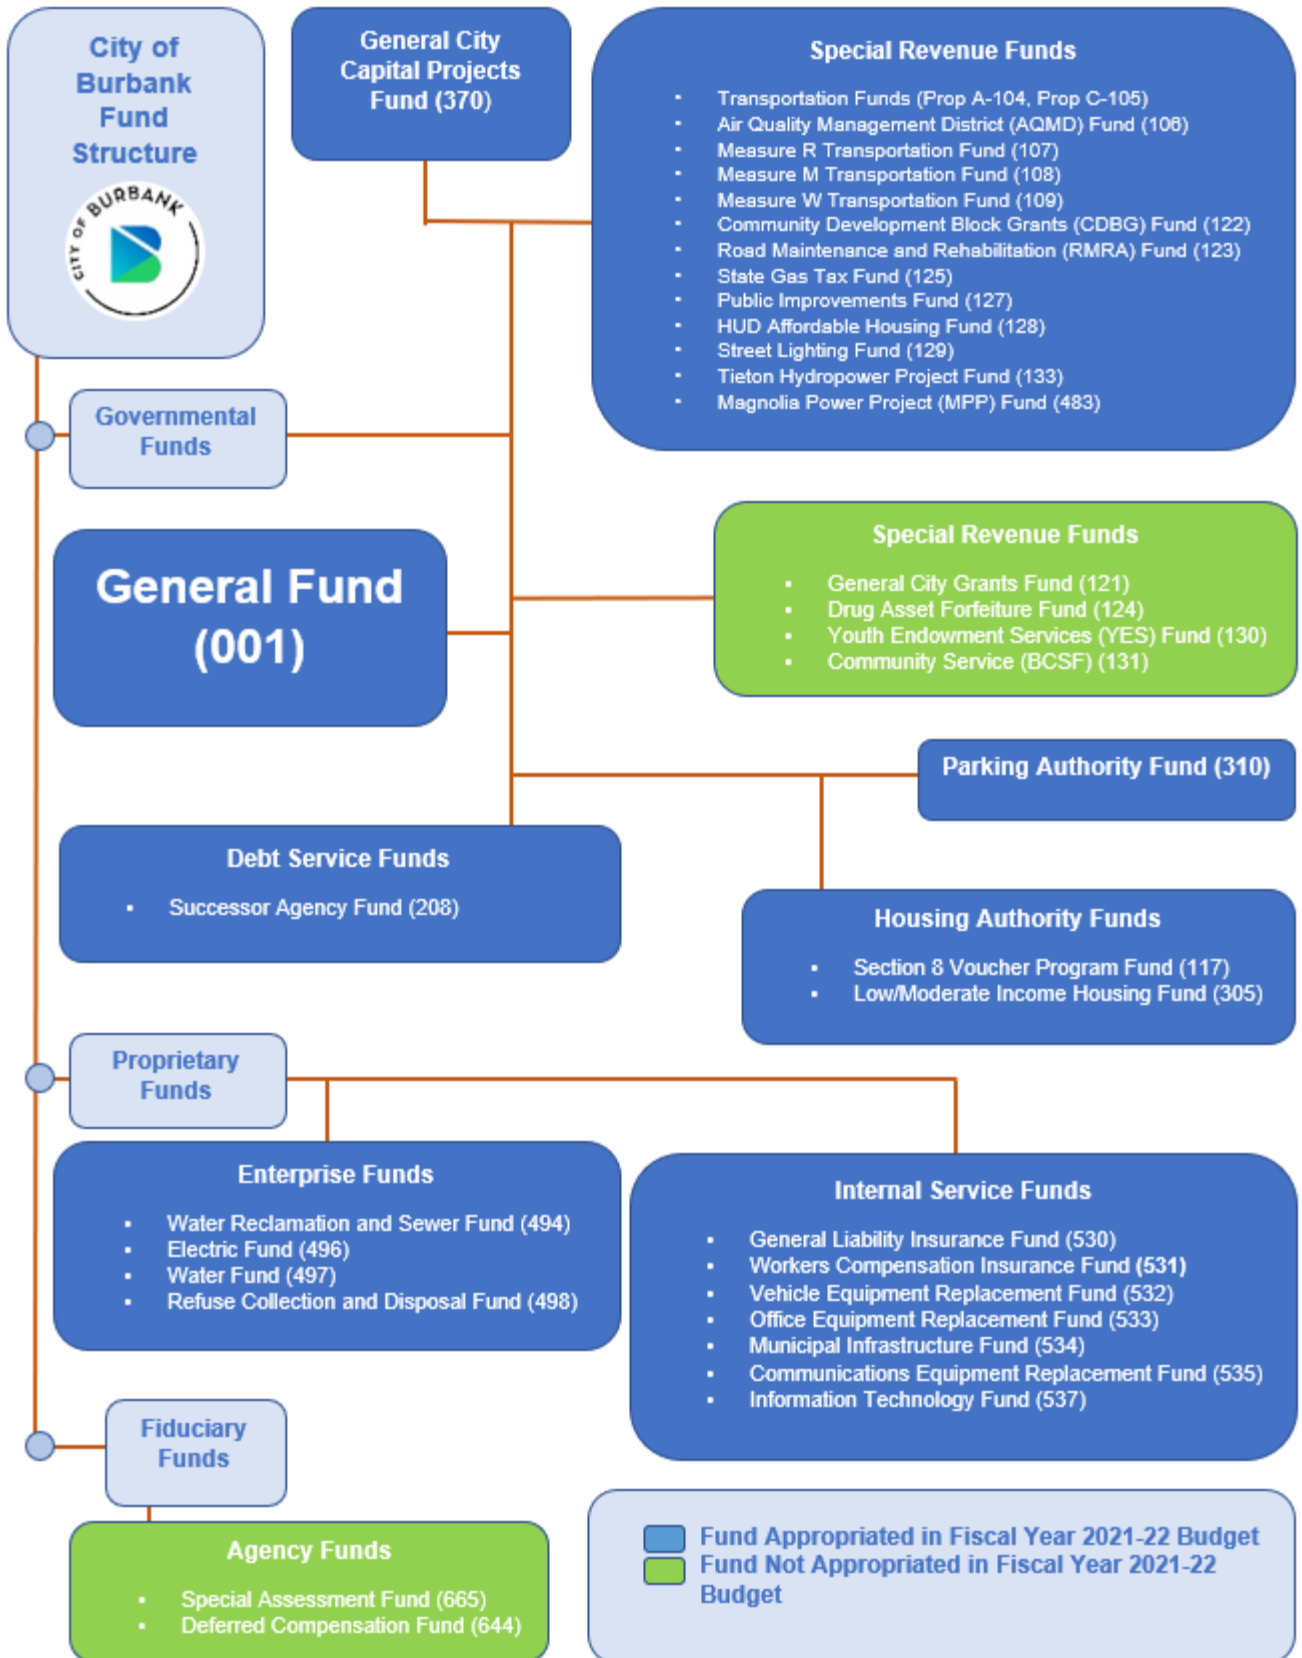 City of
Burbank
Fund
Structure
CITY OF BURBANK
General City
Capital Projects
Fund (370)
Special Revenue Funds
▪ Transportation Funds (Prop A-104, Prop C-105)
▪ Air Quality Management District (AQMD) Fund (106)
▪ Measure R Transportation Fund (107)
▪ Measure M Transportation Fund (108)
▪ Measure W Transportation Fund (109)
▪ Community Development Block Grants (CDBG) Fund (122)
▪ Road Maintenance and Rehabilitation (RMRA) Fund (123)
▪ State Gas Tax Fund (125)
▪ Public Improvements Fund (127)
▪ HUD Affordable Housing Fund (128)
▪ Street Lighting Fund (129)
▪ Tieton Hydropower Project Fund (133)
▪ Magnolia Power Project (MPP) Fund (483)
Governmental
Funds
General Fund
(001)
Special Revenue Funds
▪ General City Grants Fund (121)
▪ Drug Asset Forfeiture Fund (124)
▪ Youth Endowment Services (YES) Fund (130)
▪ Community Service (BCSF) (131)
Parking Authority Fund (310)
Debt Service Funds
▪ Successor Agency Fund (208)
Housing Authority Funds
▪ Section 8 Voucher Program Fund (117)
▪ Low/Moderate Income Housing Fund (305)
Proprietary
Funds
Enterprise Funds
▪ Water Reclamation and Sewer Fund (494)
▪ Electric Fund (496)
▪ Water Fund (497)
▪ Refuse Collection and Disposal Fund (498)
Internal Service Funds
▪ General Liability Insurance Fund (530)
▪ Workers Compensation Insurance Fund (531)
▪ Vehicle Equipment Replacement Fund (532)
▪ Office Equipment Replacement Fund (533)
▪ Municipal Infrastructure Fund (534)
▪ Communications Equipment Replacement Fund (535)
▪ Information Technology Fund (537)
Fiduciary
Funds
Agency Funds
▪ Special Assessment Fund (665)
▪ Deferred Compensation Fund (644)
Fund Appropriated in Fiscal Year 2021-22 Budget
Fund Not Appropriated in Fiscal Year 2021-22
Budget